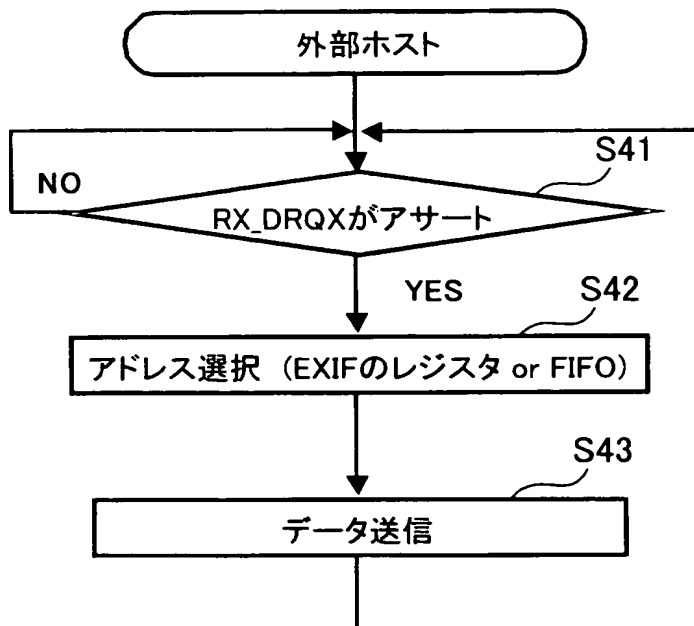 外部ホスト
S41
NO
RX_DRQXがアサート
YES
S42
アドレス選択（EXIFのレジスタ or FIFO）
S43
データ送信